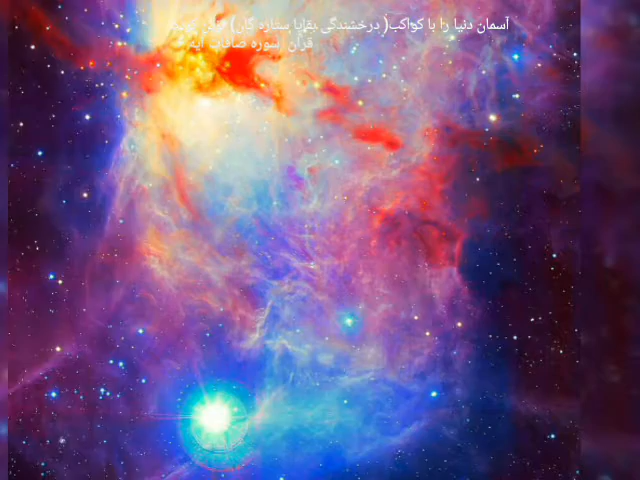 آسمان دنیا را با کواکب( درخشندگی بقایا ستاره گان)
قرآن سوره صافات آیه